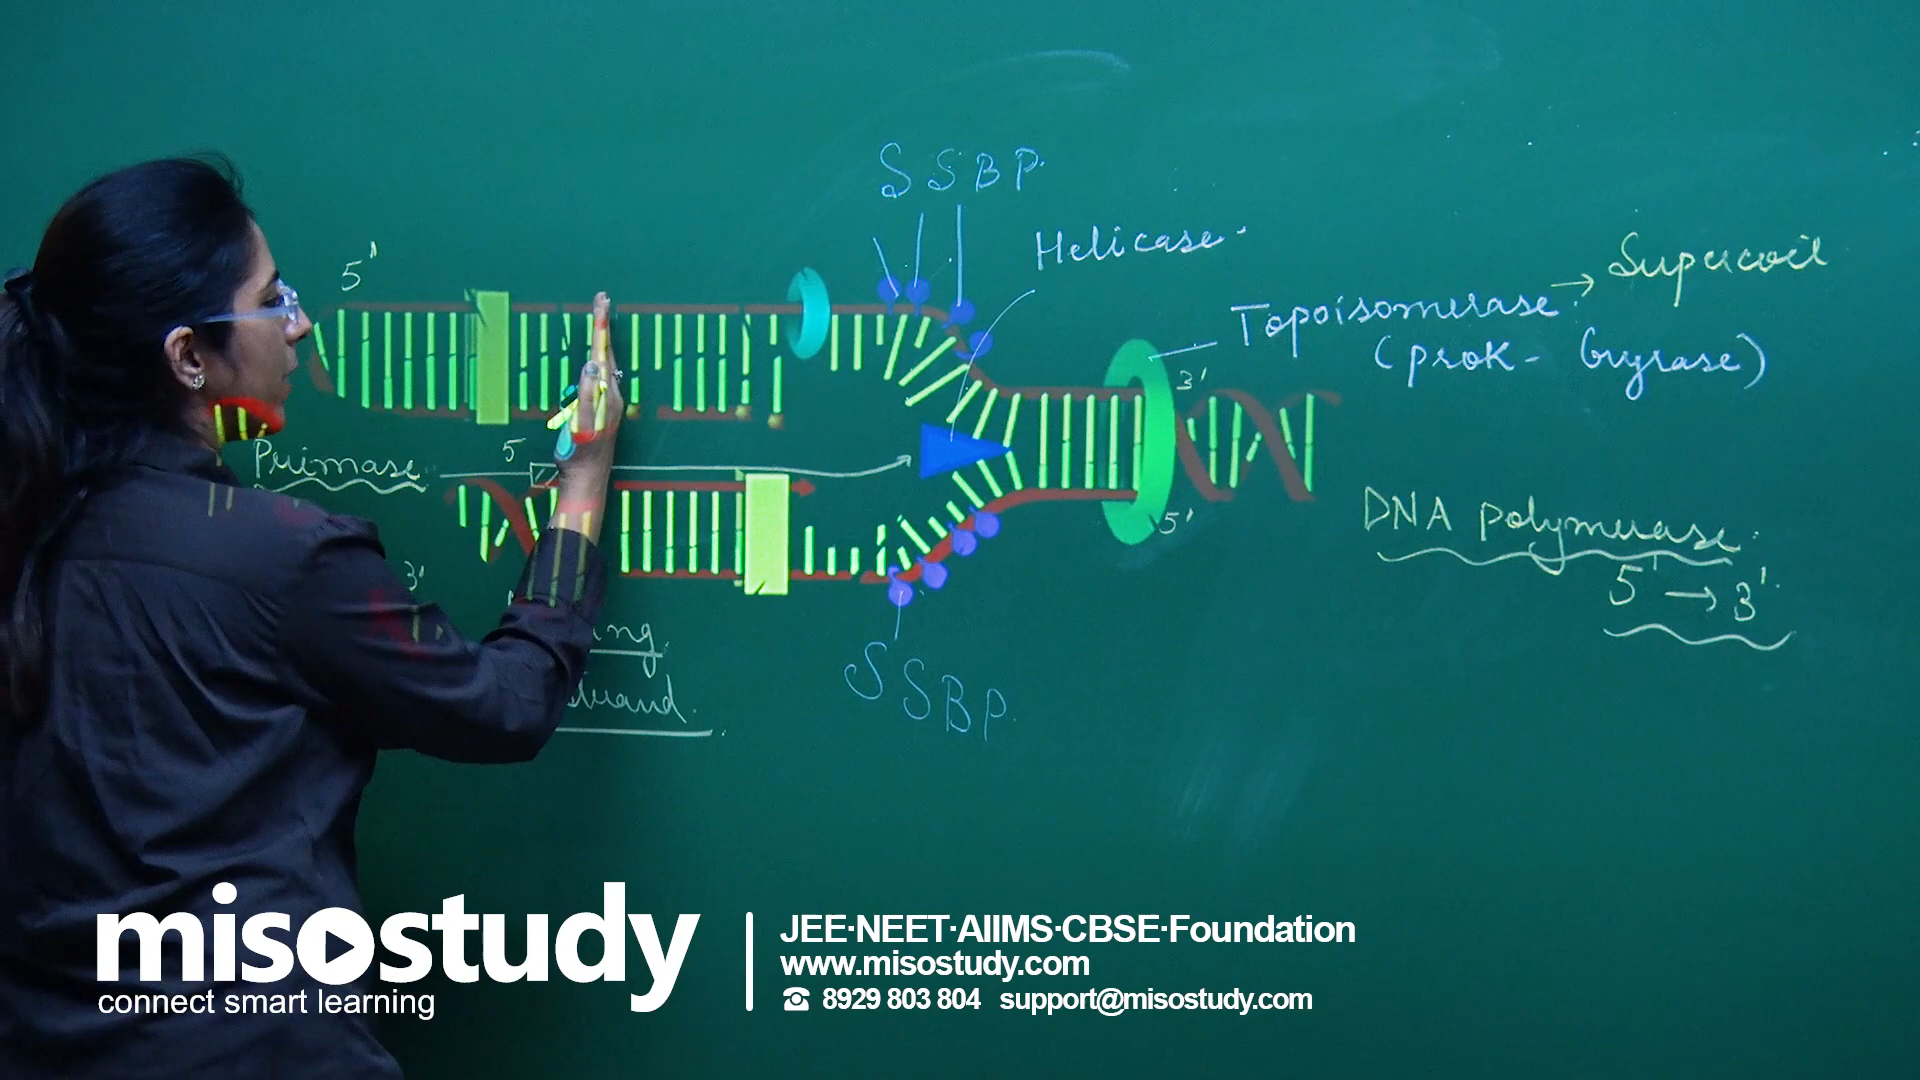 SSBP.
Helicase.
→ Supercoil
Topoisomerase.
(prok- Gyrase)
5"
3'
5'
Primase.
5'
3'
DNA polymerase.
5' → 3'.
SSBP.
misostudy
connect smart learning
JEE·NEET·AIIMS·CBSE·Foundation
www.misostudy.com
8929 803 804 support@misostudy.com